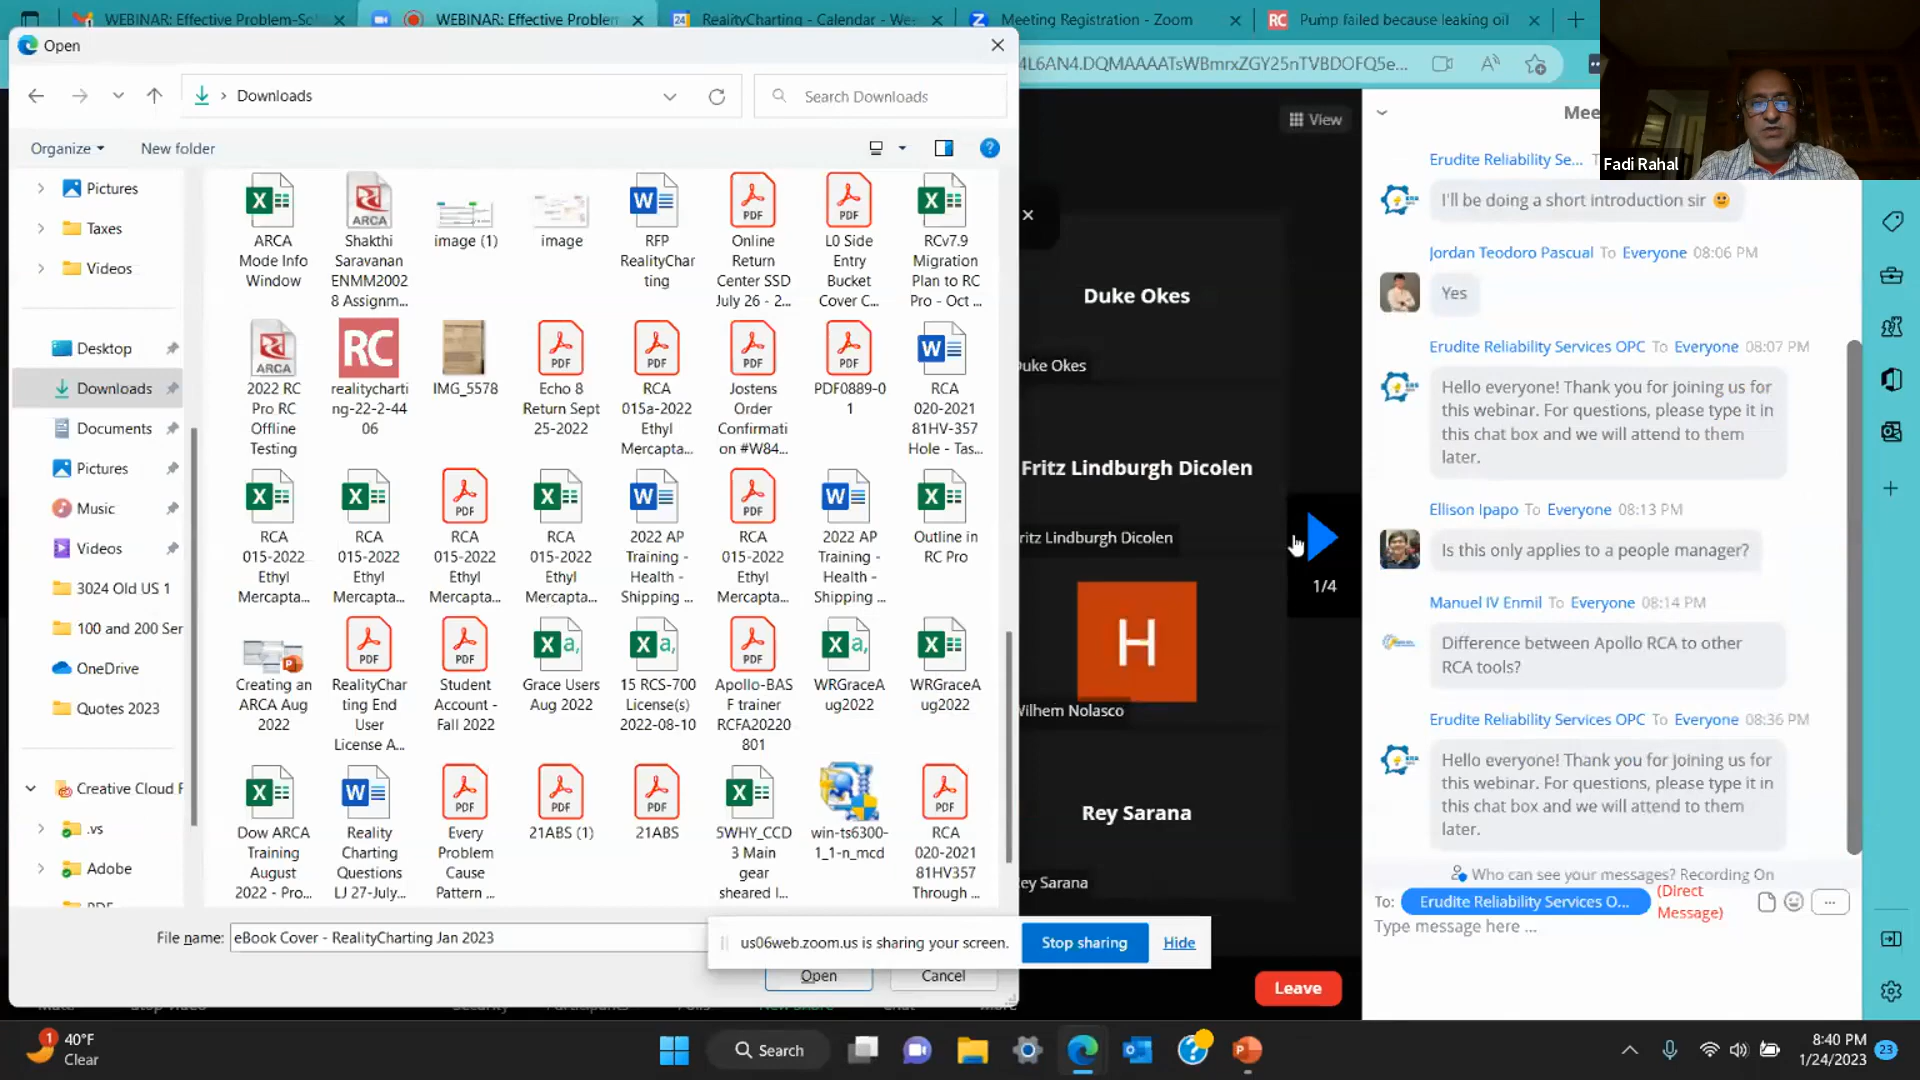 WEBINAR: Effective Problem-So
WEBINAR: Effective Problem
RealityCharting - Calendar - We
Meeting Registration - Zoom
RC Pump failed because leaking oil
Open
4L6AN4.DQMAAAATsWBmrxZGY25nTVBDOFQ5e...
Downloads
Search Downloads
Organize
New folder
Pictures
Taxes
Videos
Desktop
Downloads
Documents
Pictures
Music
Videos
3024 Old US 1
100 and 200 Ser
OneDrive
Quotes 2023
Creative Cloud F
.vs
Adobe
ARCA
Mode Info
Window
Shakthi
Saravanan
ENMM2002
8 Assignm...
image (1)
image
RFP
RealityChar
ting
Online
Return
Center SSD
July 26 - 2...
L0 Side
Entry
Bucket
Cover C...
RCv7.9
Migration
Plan to RC
Pro - Oct ...
2022 RC
Pro RC
Offline
Testing
realitycharti
ng-22-2-44
06
IMG_5578
Echo 8
Return Sept
25-2022
RCA
015a-2022
Ethyl
Mercapta...
Jostens
Order
Confirmati
on #W84...
PDF0889-0
1
RCA
020-2021
81HV-357
Hole - Tas...
RCA
015-2022
Ethyl
Mercapta...
RCA
015-2022
Ethyl
Mercapta...
RCA
015-2022
Ethyl
Mercapta...
RCA
015-2022
Ethyl
Mercapta...
2022 AP
Training -
Health -
Shipping ...
RCA
015-2022
Ethyl
Mercapta...
2022 AP
Training -
Health -
Shipping ...
Outline in
RC Pro
Creating an
ARCA Aug
2022
RealityChar
ting End
User
License A...
Student
Account -
Fall 2022
Grace Users
Aug 2022
15 RCS-700
License(s)
2022-08-10
Apollo-BAS
F trainer
RCFA20220
801
WRGraceA
ug2022
WRGraceA
ug2022
Dow ARCA
Training
August
2022 - Pro...
Reality
Charting
Questions
LJ 27-July...
Every
Problem
Cause
Pattern ...
21ABS (1)
21ABS
5WHY_CCD
3 Main
gear
sheared I...
win-ts6300-
1_1-n_mcd
RCA
020-2021
81HV357
Through ...
File name:
eBook Cover - RealityCharting Jan 2023
us06web.zoom.us is sharing your screen.
Stop sharing
Hide
Open
Cancel
View
Duke Okes
Duke Okes
Fritz Lindburgh Dicolen
ritz Lindburgh Dicolen
1/4
H
Wilhem Nolasco
Rey Sarana
ey Sarana
Leave
Mee
Fadi Rahal
Erudite Reliability Se...
I'll be doing a short introduction sir
Jordan Teodoro Pascual To Everyone 08:06 PM
Yes
Erudite Reliability Services OPC To Everyone 08:07 PM
Hello everyone! Thank you for joining us for
this webinar. For questions, please type it in
this chat box and we will attend to them
later.
Ellison Ipapo To Everyone 08:13 PM
Is this only applies to a people manager?
Manuel IV Enmil To Everyone 08:14 PM
Difference between Apollo RCA to other
RCA tools?
Erudite Reliability Services OPC To Everyone 08:36 PM
Hello everyone! Thank you for joining us for
this webinar. For questions, please type it in
this chat box and we will attend to them
later.
Who can see your messages? Recording On
To: Erudite Reliability Services O... (Direct
Message)
Type message here ...
40°F
Clear
Search
8:40 PM
1/24/2023
23